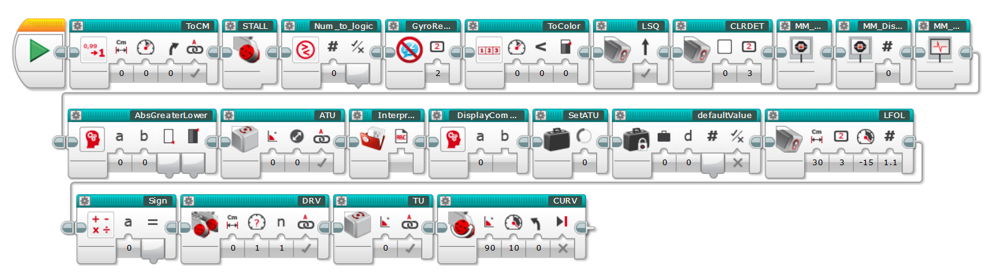 ToCM STALL Num_to_logic GyroRe... ToColor LSQ CLRDET MM_... MM_Dis... MM_...
0,99 →1 Cm A # 2 1 2 3 < 2 #
0 0 0 0 2 0 0 0 0 3 0
AbsGreaterLower ATU Interpr... DisplayCom... SetATU defaultValue LFOL
a b A ABC a b d # Cm 2 #
0 0 0 0 0 0 0 0 30 3 -15 1.1
Sign DRV TU CURV
+ - × ÷ a = Cm ? n A A
0 0 1 1 0 90 10 0